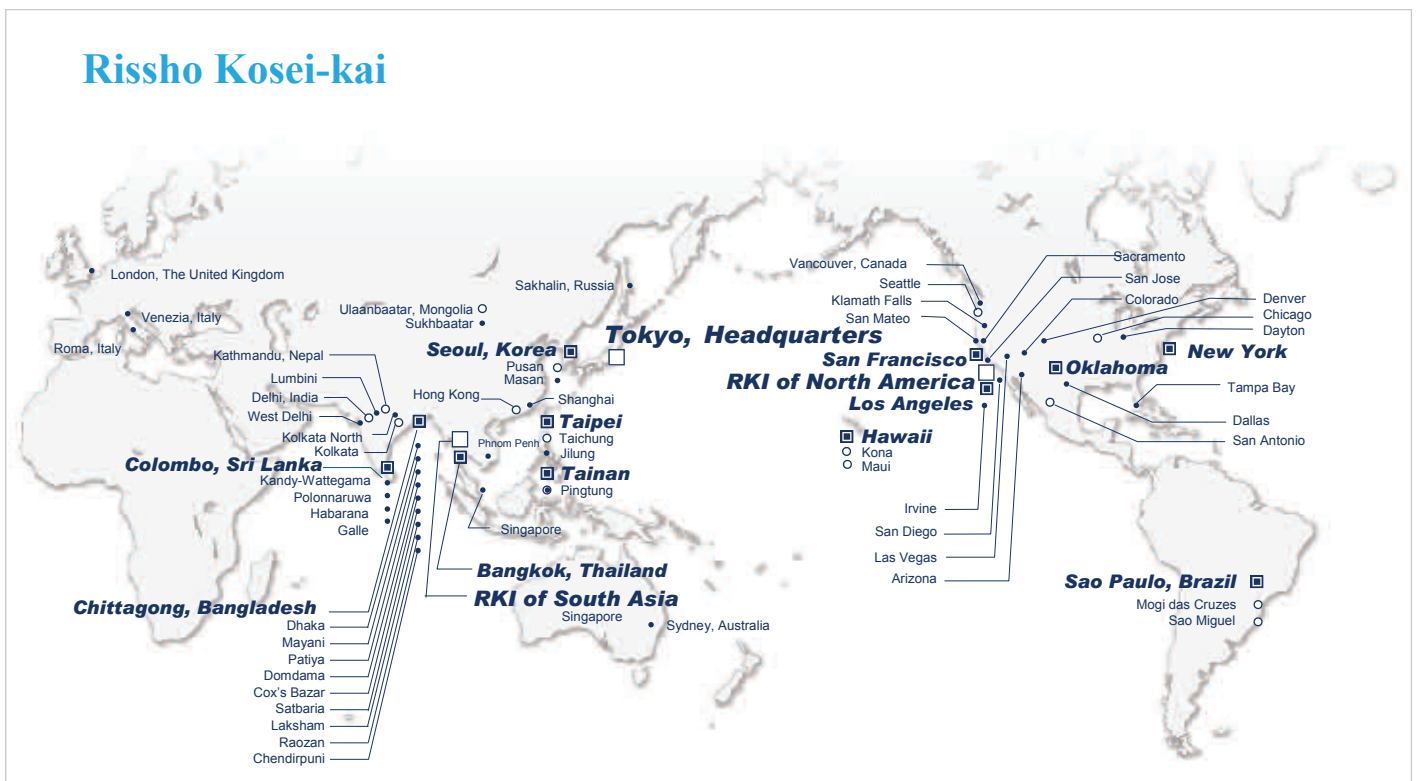 Rissho Kosei-kai
London, The United Kingdom
Venezia, Italy
Roma, Italy
Ulaanbaatar, Mongolia
Sukhbaatar
Sakhalin, Russia
Tokyo, Headquarters
Seoul, Korea
Pusan
Masan
Kathmandu, Nepal
Lumbini
Delhi, India
West Delhi
Kolkata North
Kolkata
Hong Kong
Shanghai
Taipei
Taichung
Jilung
Tainan
Pingtung
Phnom Penh
Colombo, Sri Lanka
Kandy-Wattegama
Polonnaruwa
Habarana
Galle
Singapore
Bangkok, Thailand
RKI of South Asia
Singapore
Sydney, Australia
Chittagong, Bangladesh
Dhaka
Mayani
Patiya
Domdama
Cox's Bazar
Satbaria
Laksham
Raozan
Chendirpuni
Vancouver, Canada
Seattle
Klamath Falls
San Mateo
San Francisco
RKI of North America
Los Angeles
Hawaii
Kona
Maui
Sacramento
San Jose
Colorado
Denver
Chicago
Dayton
New York
Oklahoma
Tampa Bay
Dallas
San Antonio
Irvine
San Diego
Las Vegas
Arizona
Sao Paulo, Brazil
Mogi das Cruzes
Sao Miguel